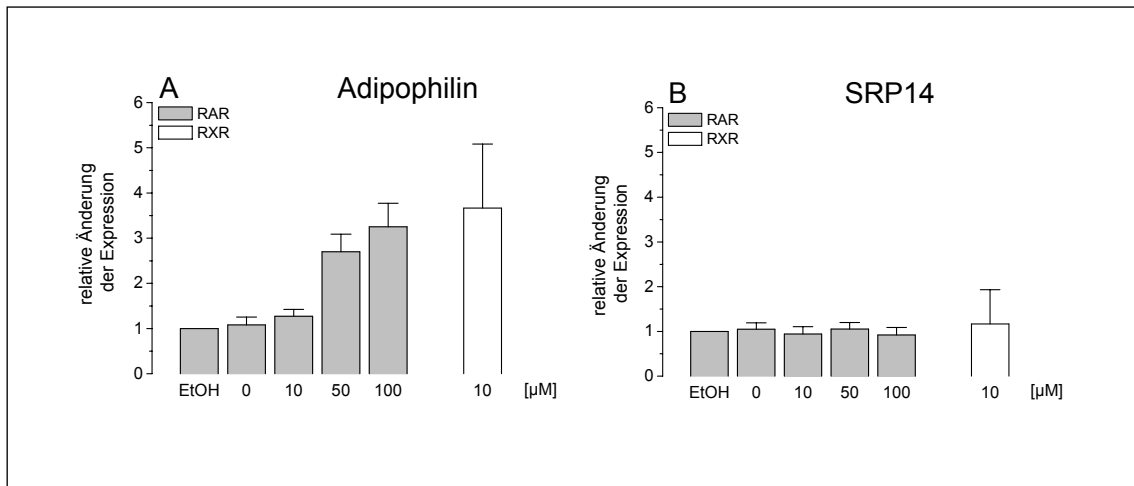 A
Adipophilin
RAR
RXR
relative Änderung
der Expression
6
5
4
3
2
1
0
EtOH 0 10 50 100 10 [µM]
B
SRP14
RAR
RXR
relative Änderung
der Expression
6
5
4
3
2
1
0
EtOH 0 10 50 100 10 [µM]